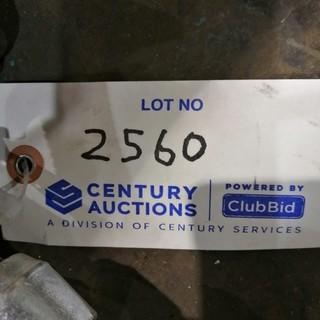 LOT NO
2560
CENTURY AUCTIONS
POWERED BY
ClubBid
A DIVISION OF CENTURY SERVICES